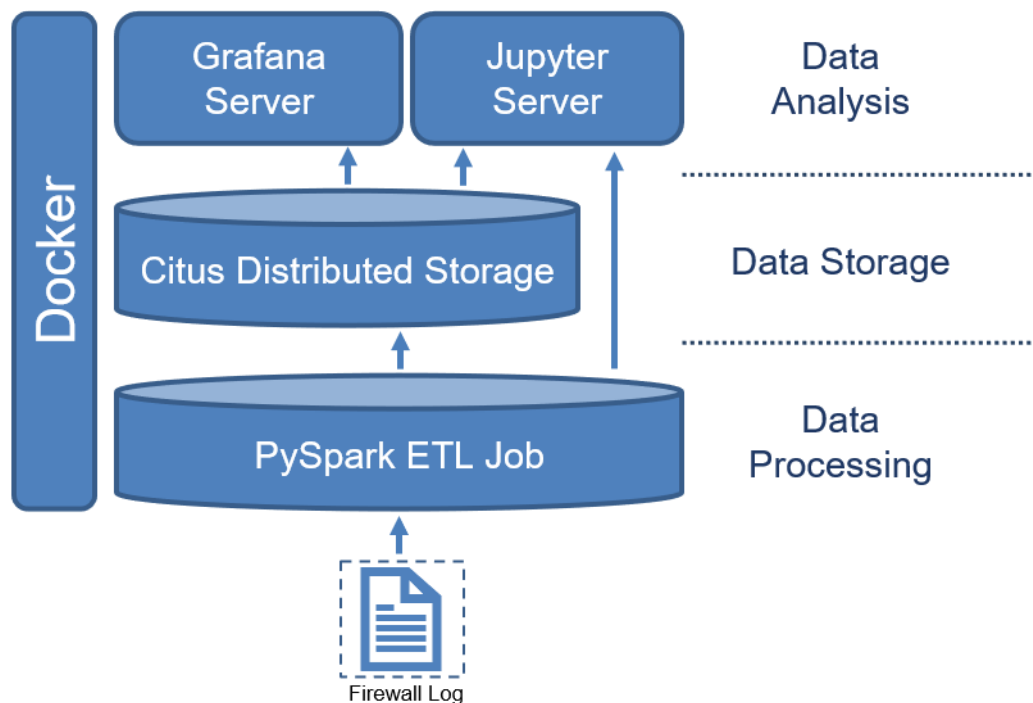 Docker
Grafana
Server
Jupyter
Server
Data
Analysis
Citus Distributed Storage
Data Storage
PySpark ETL Job
Data
Processing
Firewall Log